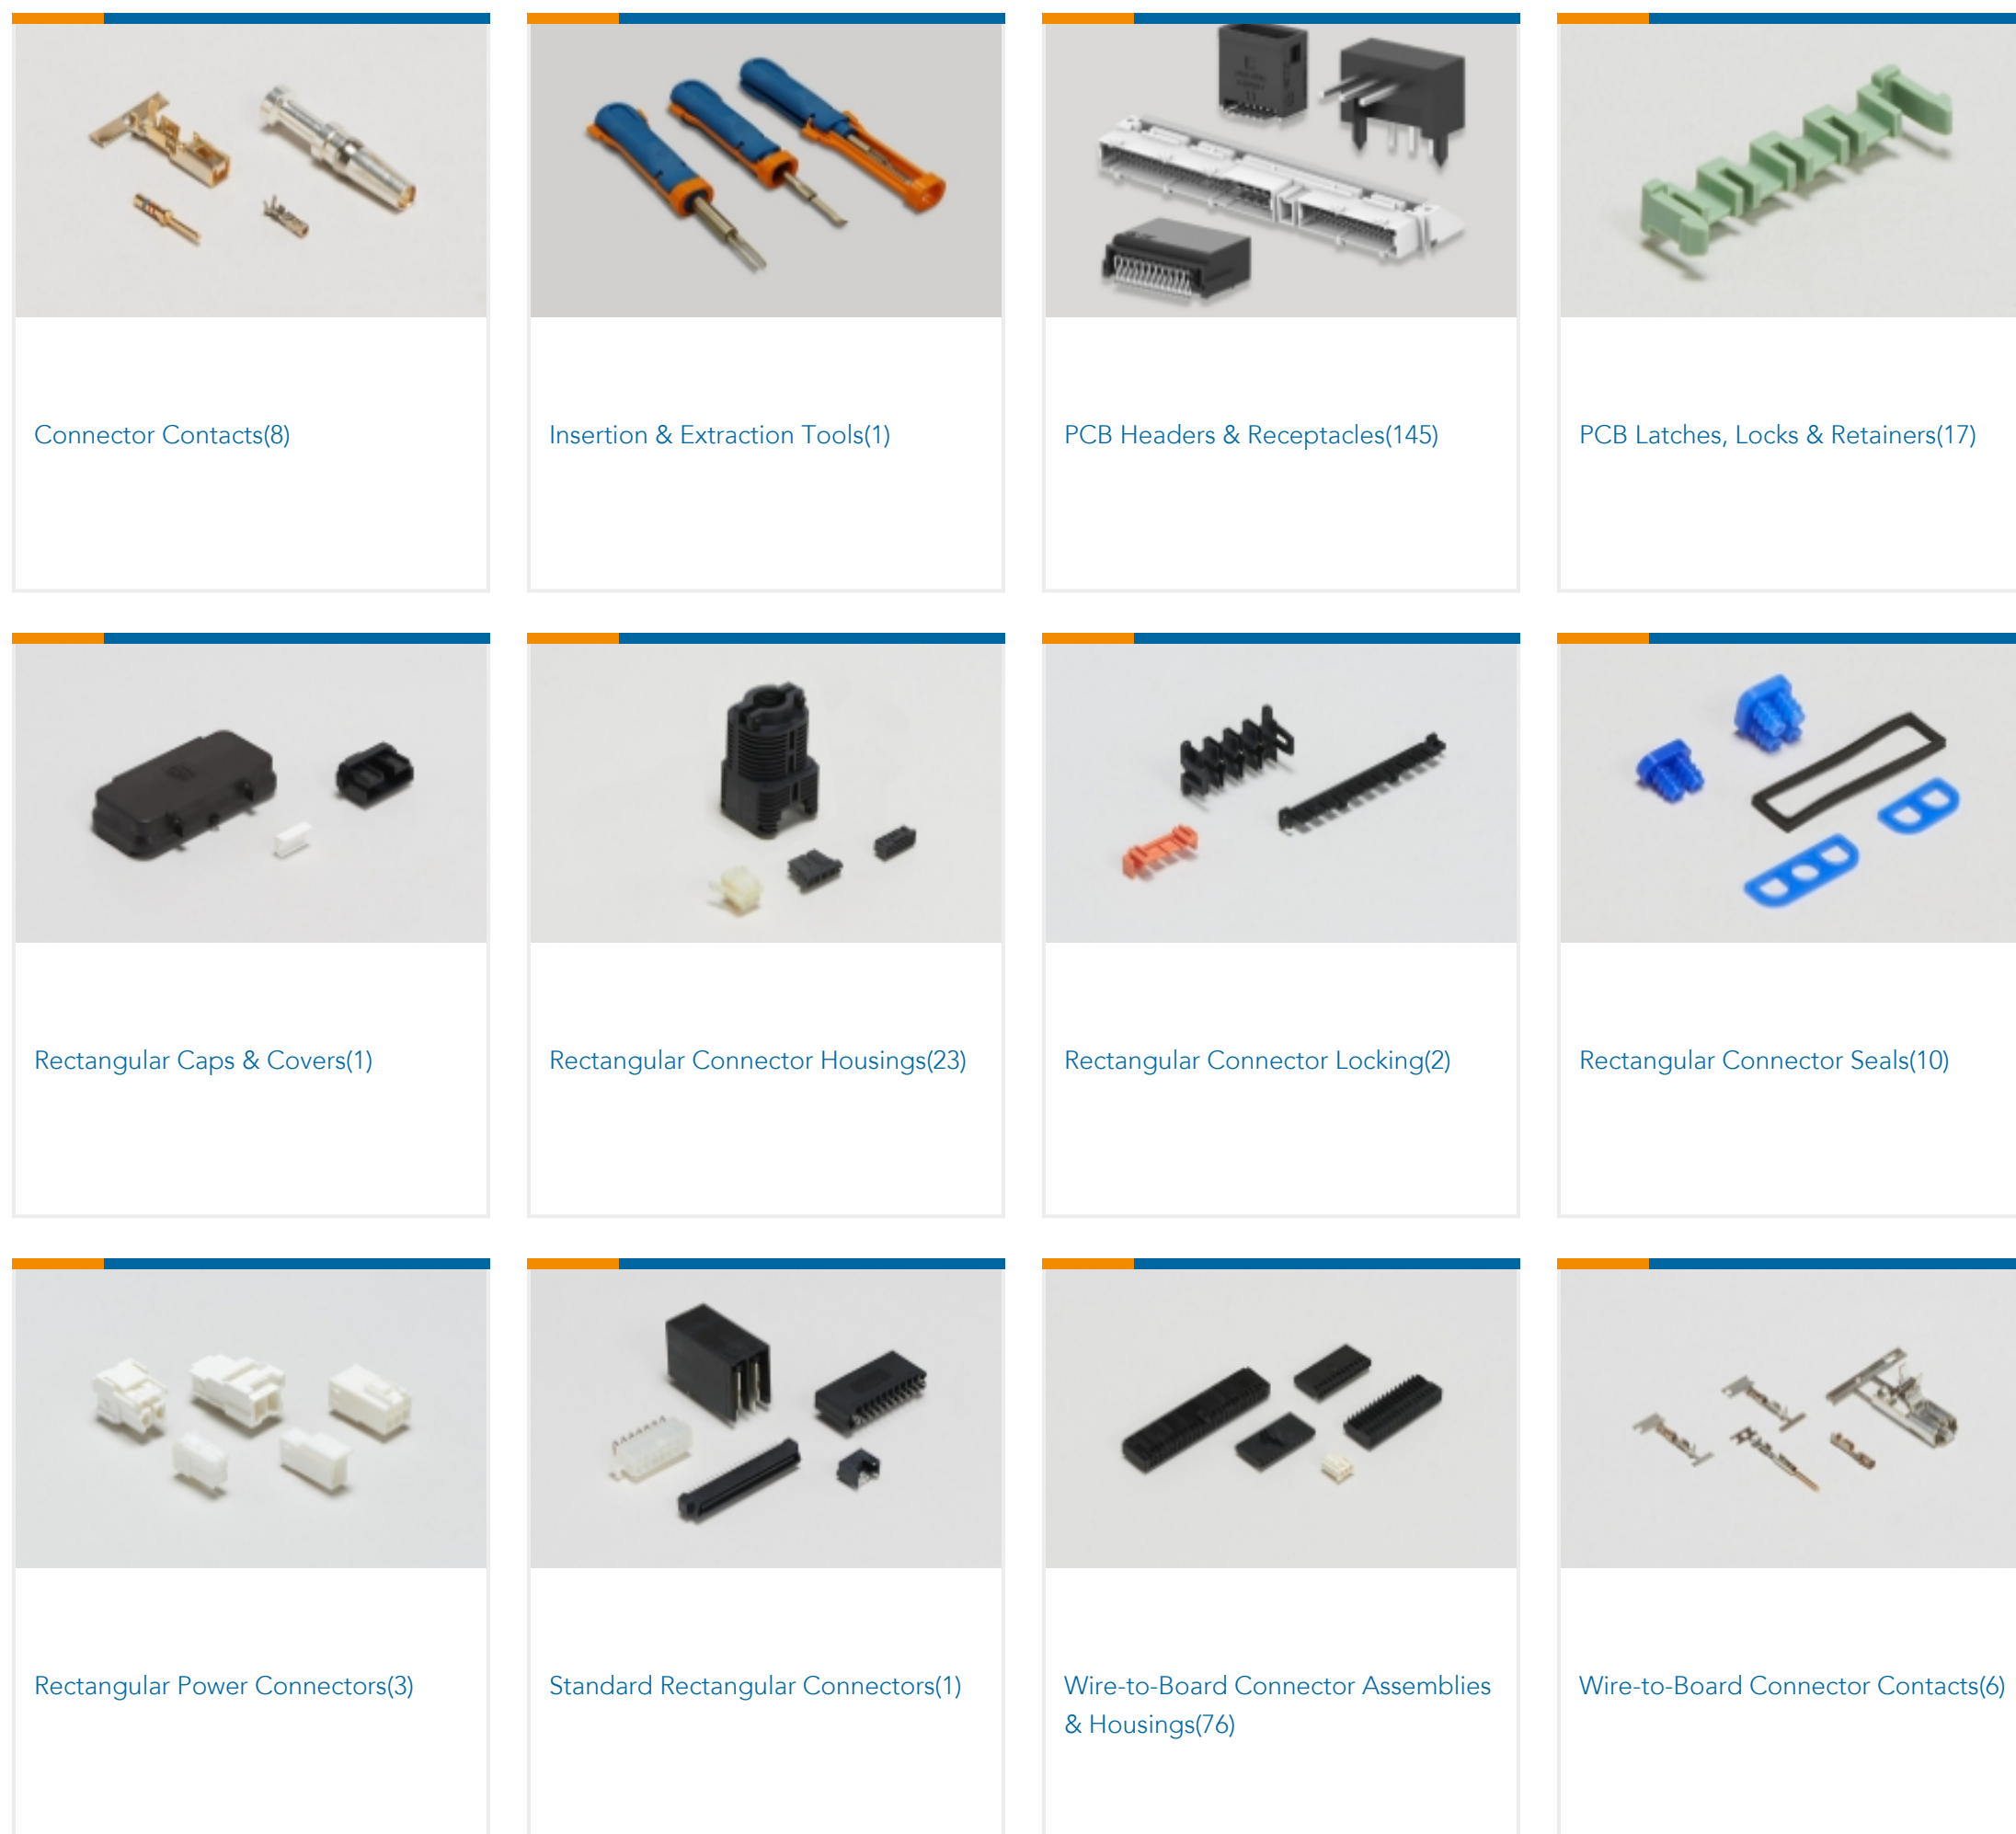 Connector Contacts(8)
Insertion & Extraction Tools(1)
PCB Headers & Receptacles(145)
PCB Latches, Locks & Retainers(17)
Rectangular Caps & Covers(1)
Rectangular Connector Housings(23)
Rectangular Connector Locking(2)
Rectangular Connector Seals(10)
Rectangular Power Connectors(3)
Standard Rectangular Connectors(1)
Wire-to-Board Connector Assemblies
& Housings(76)
Wire-to-Board Connector Contacts(6)